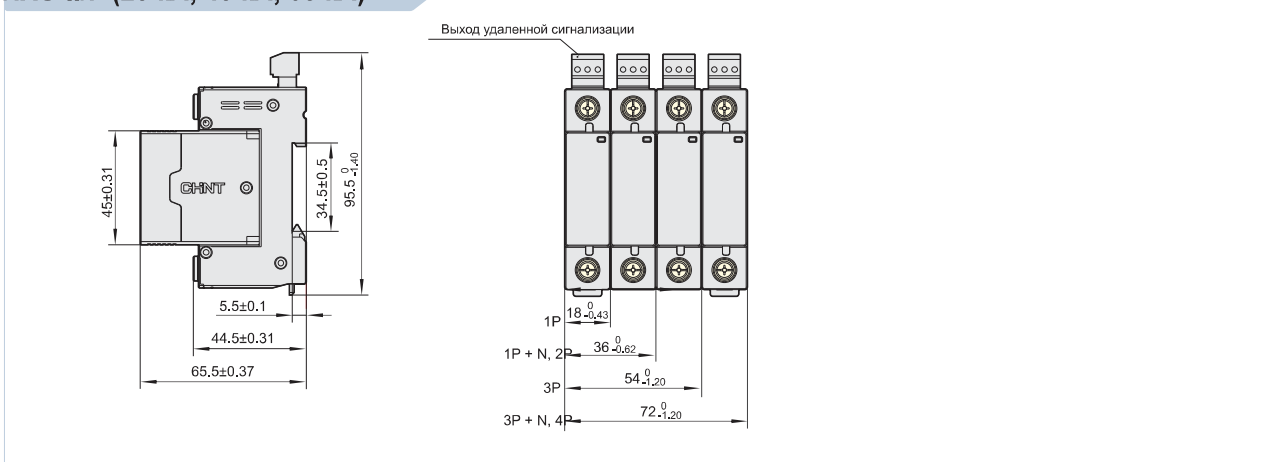 Выход удаленной сигнализации
CHNT
45±0.31
34.5±0.5
95.5 0 -1.40
5.5±0.1
44.5±0.31
65.5±0.37
1P 18 0 -0.43
1P + N, 2P 36 0 -0.62
3P 54 0 -1.20
3P + N, 4P 72 0 -1.20